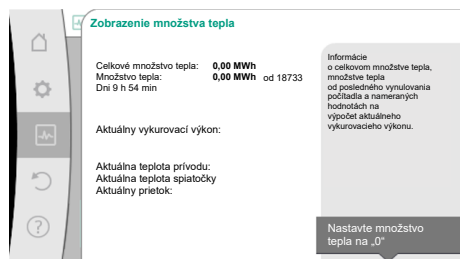 Zobrazenie množstva tepla
Celkové množstvo tepla: 0,00 MWh
Množstvo tepla: 0,00 MWh od 18733
Dni 9 h 54 min
Aktuálny vykurovací výkon:
Aktuálna teplota prívodu:
Aktuálna teplota spiatočky
Aktuálny prietok:
Informácie
o celkovom množstve tepla,
množstve tepla
od posledného vynulovania
počítadla a nameraných
hodnotách na
výpočet aktuálneho
vykurovacieho výkonu.
Nastavte množstvo
tepla na „0“